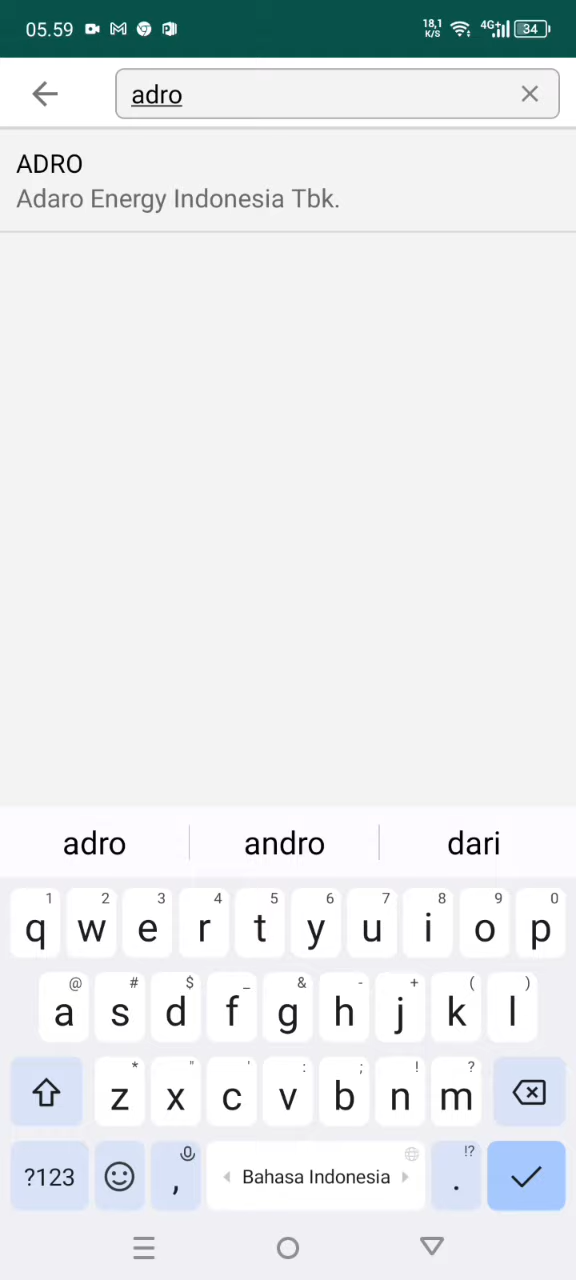 05.59
18,1
K/S
4G+
34
adro
ADRO
Adaro Energy Indonesia Tbk.
adro andro dari
1 2 3 4 5 6 7 8 9 0
q w e r t y u i o p
@ # $ _ & - + ( )
a s d f g h j k l
* " ' : ; ! ?
z x c v b n m
!?
?123 , Bahasa Indonesia .